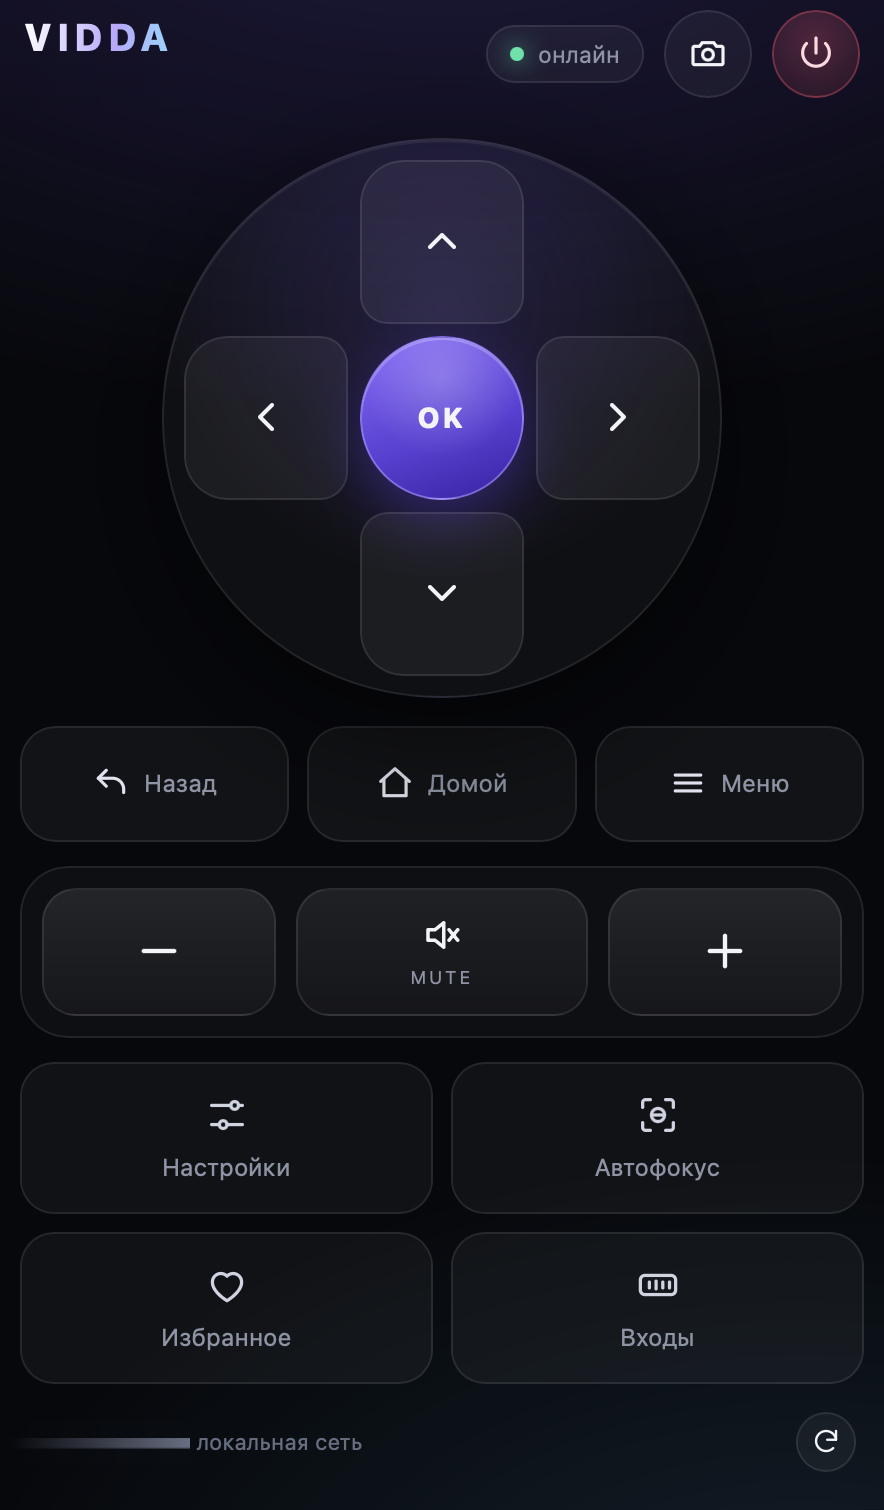 VIDDA
онлайн
OK
Назад
Домой
Меню
MUTE
Настройки
Автофокус
Избранное
Входы
локальная сеть